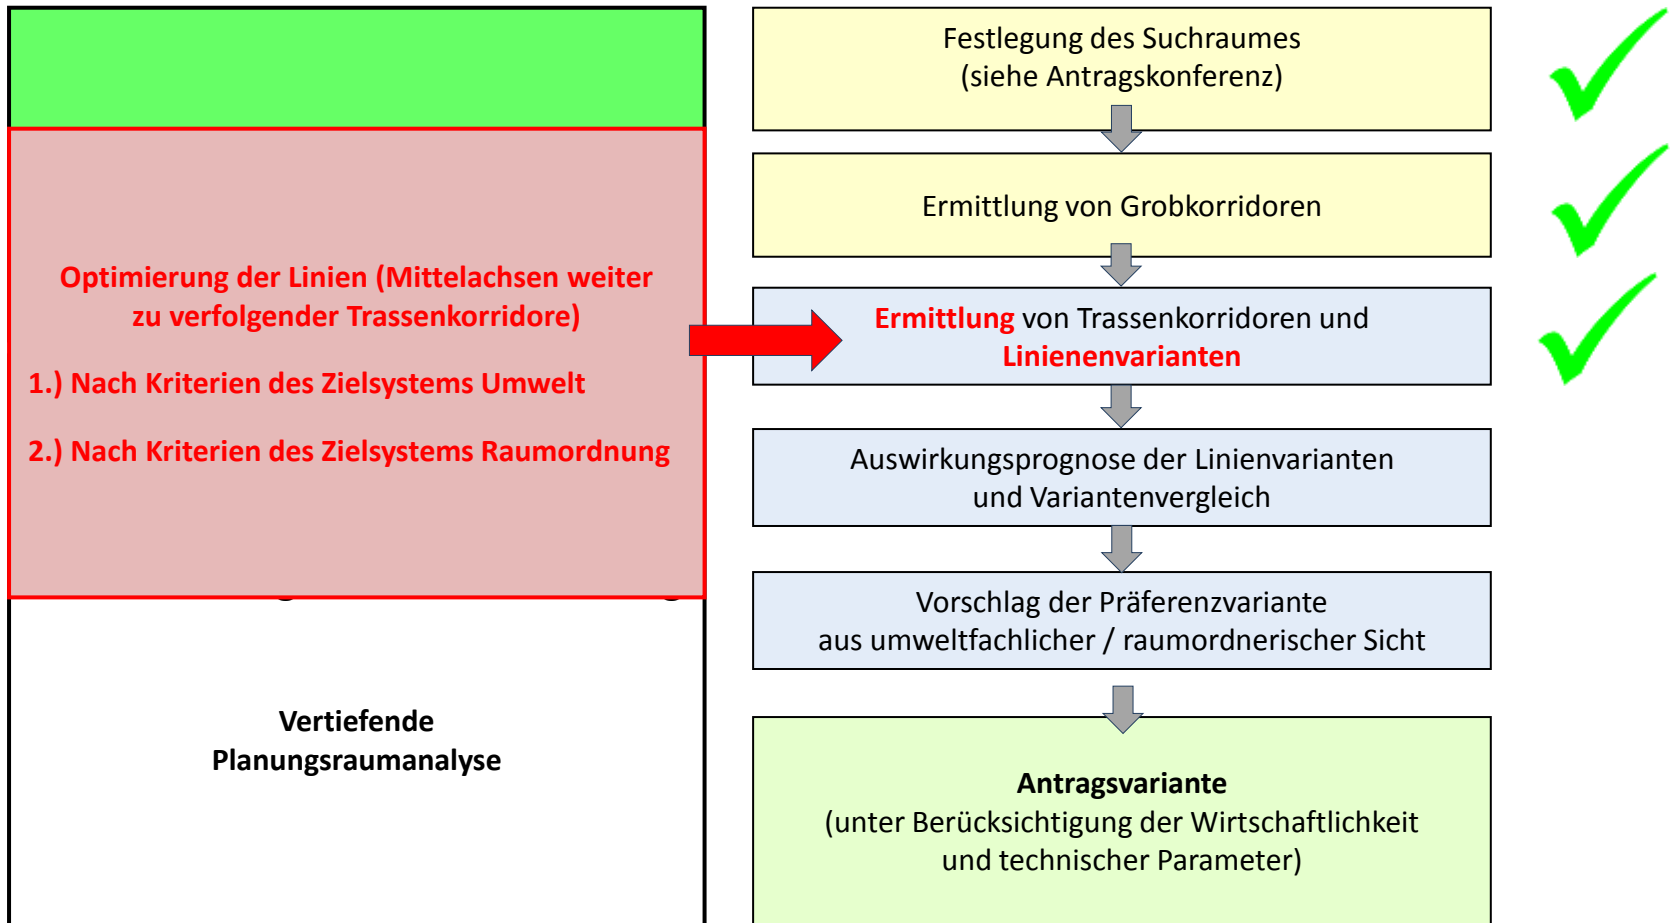 Optimierung der Linien (Mittelachsen weiter
zu verfolgender Trassenkorridore)
1.) Nach Kriterien des Zielsystems Umwelt
2.) Nach Kriterien des Zielsystems Raumordnung
Vertiefende
Planungsraumanalyse
Festlegung des Suchraumes
(siehe Antragskonferenz)
Ermittlung von Grobkorridoren
Ermittlung von Trassenkorridoren und
Linienenvarianten
Auswirkungsprognose der Linienvarianten
und Variantenvergleich
Vorschlag der Präferenzvariante
aus umweltfachlicher / raumordnerischer Sicht
Antragsvariante
(unter Berücksichtigung der Wirtschaftlichkeit
und technischer Parameter)